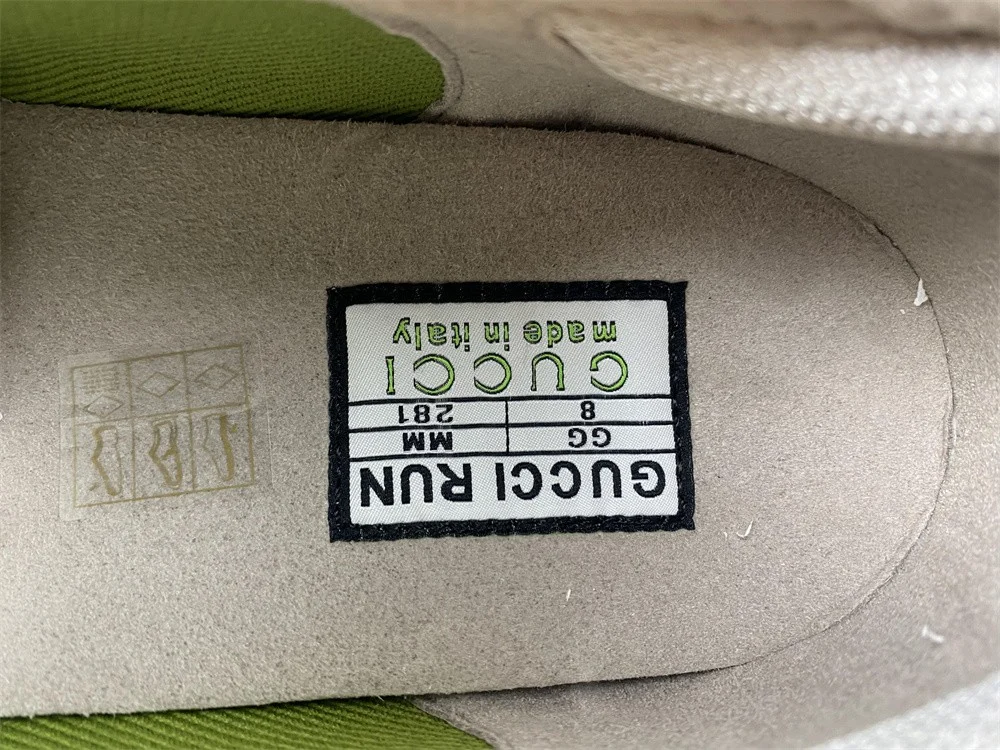 GUCCI RUN
GG MM
8 281
GUCCI
made in italy